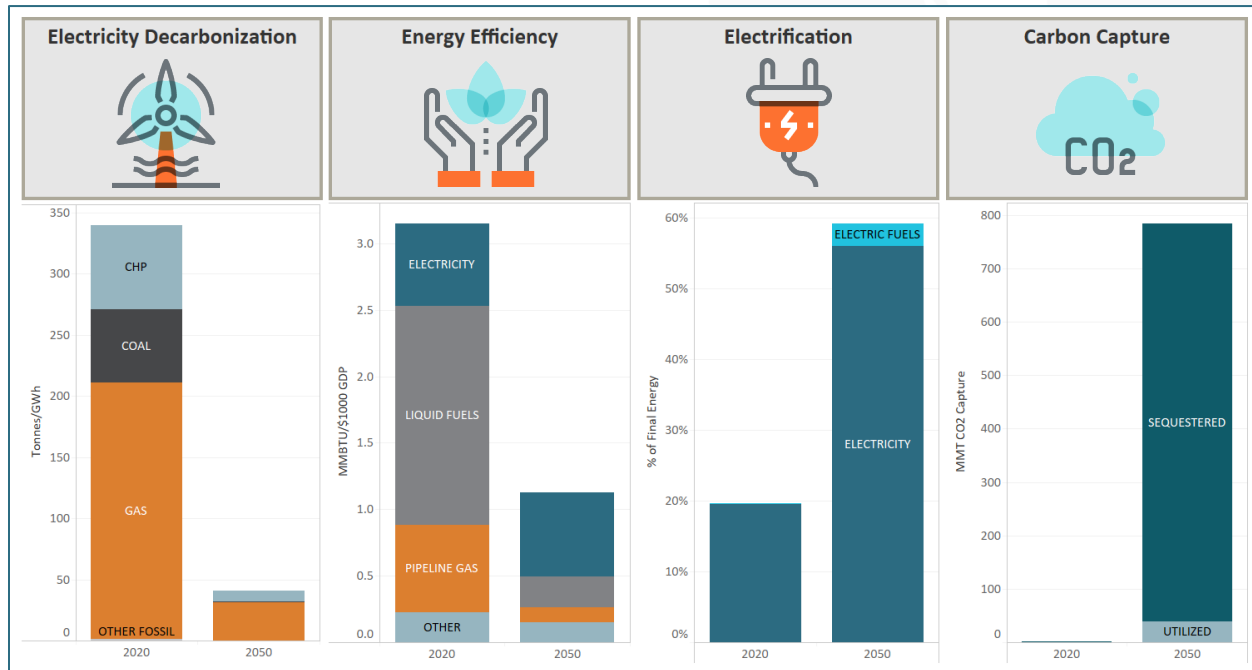 Electricity Decarbonization
Energy Efficiency
Electrification
Carbon Capture
CO2
Tonnes/GWh
350
300
250
200
150
100
50
0
CHP
COAL
GAS
OTHER FOSSIL
2020
2050
MMBTU/$1000 GDP
3.0
2.5
2.0
1.5
1.0
0.5
0.0
ELECTRICITY
LIQUID FUELS
PIPELINE GAS
OTHER
2020
2050
% of Final Energy
60%
50%
40%
30%
20%
10%
0%
ELECTRIC FUELS
ELECTRICITY
2020
2050
MMT CO2 Capture
800
700
600
500
400
300
200
100
0
SEQUESTERED
UTILIZED
2020
2050